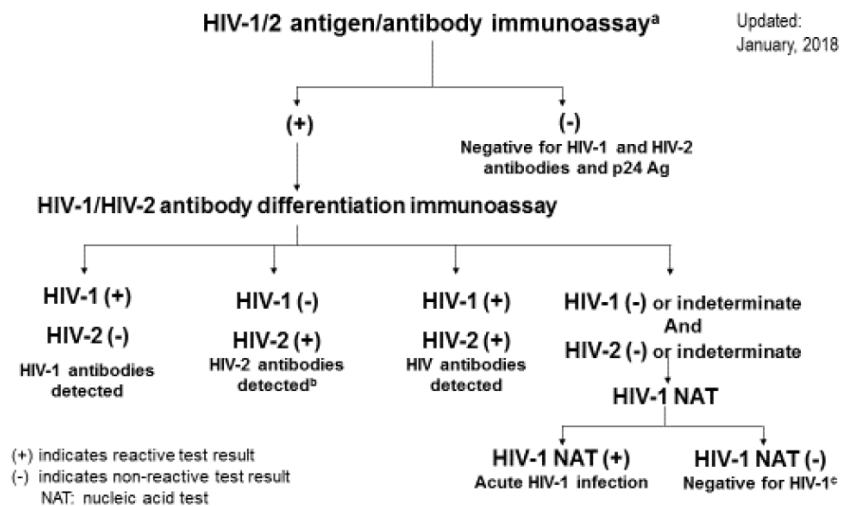 HIV-1/2 antigen/antibody immunoassayᵃ
Updated:
January, 2018
(+)
(-)
Negative for HIV-1 and HIV-2
antibodies and p24 Ag
HIV-1/HIV-2 antibody differentiation immunoassay
HIV-1 (+)
HIV-2 (-)
HIV-1 antibodies
detected
HIV-1 (-)
HIV-2 (+)
HIV-2 antibodies
detectedᵇ
HIV-1 (+)
HIV-2 (+)
HIV antibodies
detected
HIV-1 (-) or indeterminate
And
HIV-2 (-) or indeterminate
HIV-1 NAT
HIV-1 NAT (+)
Acute HIV-1 infection
HIV-1 NAT (-)
Negative for HIV-1ᶜ
(+) indicates reactive test result
(-) indicates non-reactive test result
NAT: nucleic acid test